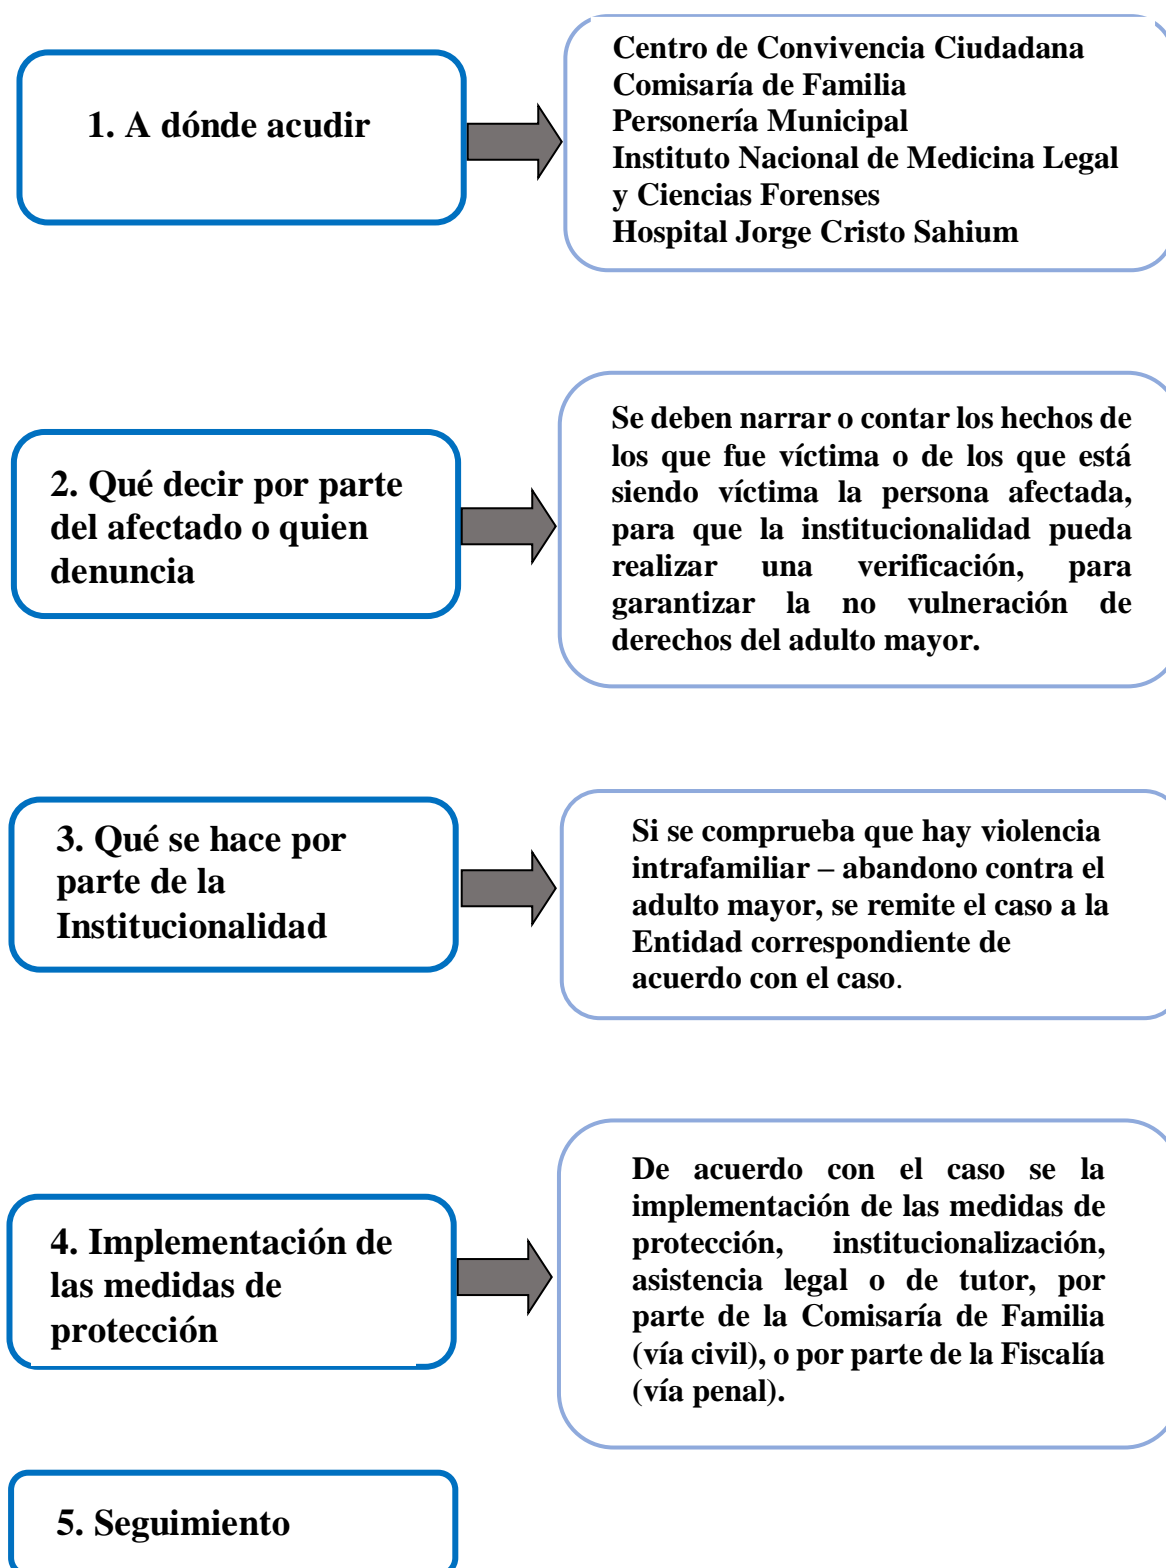 1. A dónde acudir
Centro de Convivencia Ciudadana
Comisaría de Familia
Personería Municipal
Instituto Nacional de Medicina Legal
y Ciencias Forenses
Hospital Jorge Cristo Sahium
2. Qué decir por parte
del afectado o quien
denuncia
Se deben narrar o contar los hechos de
los que fue víctima o de los que está
siendo víctima la persona afectada,
para que la institucionalidad pueda
realizar una verificación, para
garantizar la no vulneración de
derechos del adulto mayor.
3. Qué se hace por
parte de la
Institucionalidad
Si se comprueba que hay violencia
intrafamiliar – abandono contra el
adulto mayor, se remite el caso a la
Entidad correspondiente de
acuerdo con el caso.
4. Implementación de
las medidas de
protección
De acuerdo con el caso se la
implementación de las medidas de
protección, institucionalización,
asistencia legal o de tutor, por
parte de la Comisaría de Familia
(vía civil), o por parte de la Fiscalía
(vía penal).
5. Seguimiento